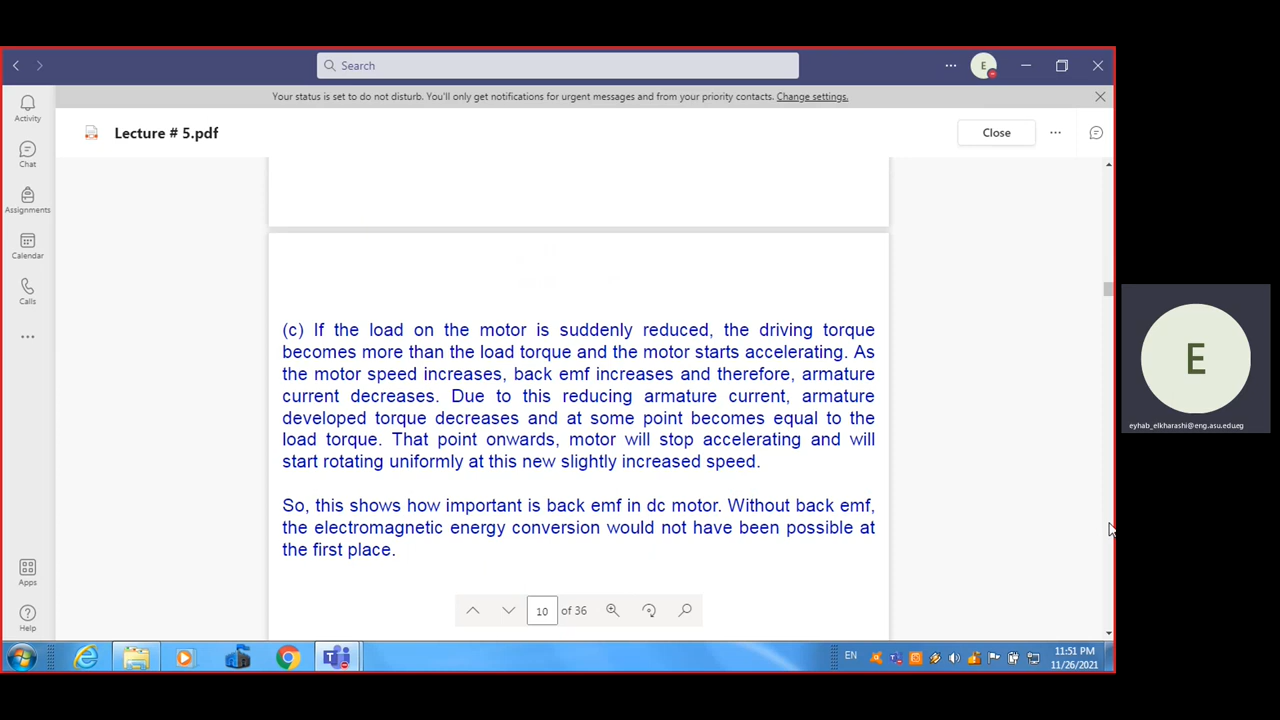 Search
E
Your status is set to do not disturb. You'll only get notifications for urgent messages and from your priority contacts. Change settings.
Activity
Chat
Assignments
Calendar
Calls
Apps
Help
Lecture # 5.pdf
Close
(c) If the load on the motor is suddenly reduced, the driving torque
becomes more than the load torque and the motor starts accelerating. As
the motor speed increases, back emf increases and therefore, armature
current decreases. Due to this reducing armature current, armature
developed torque decreases and at some point becomes equal to the
load torque. That point onwards, motor will stop accelerating and will
start rotating uniformly at this new slightly increased speed.
So, this shows how important is back emf in dc motor. Without back emf,
the electromagnetic energy conversion would not have been possible at
the first place.
10 of 36
E
eyhab_elkharashi@eng.asu.edu.eg
EN
11:51 PM
11/26/2021